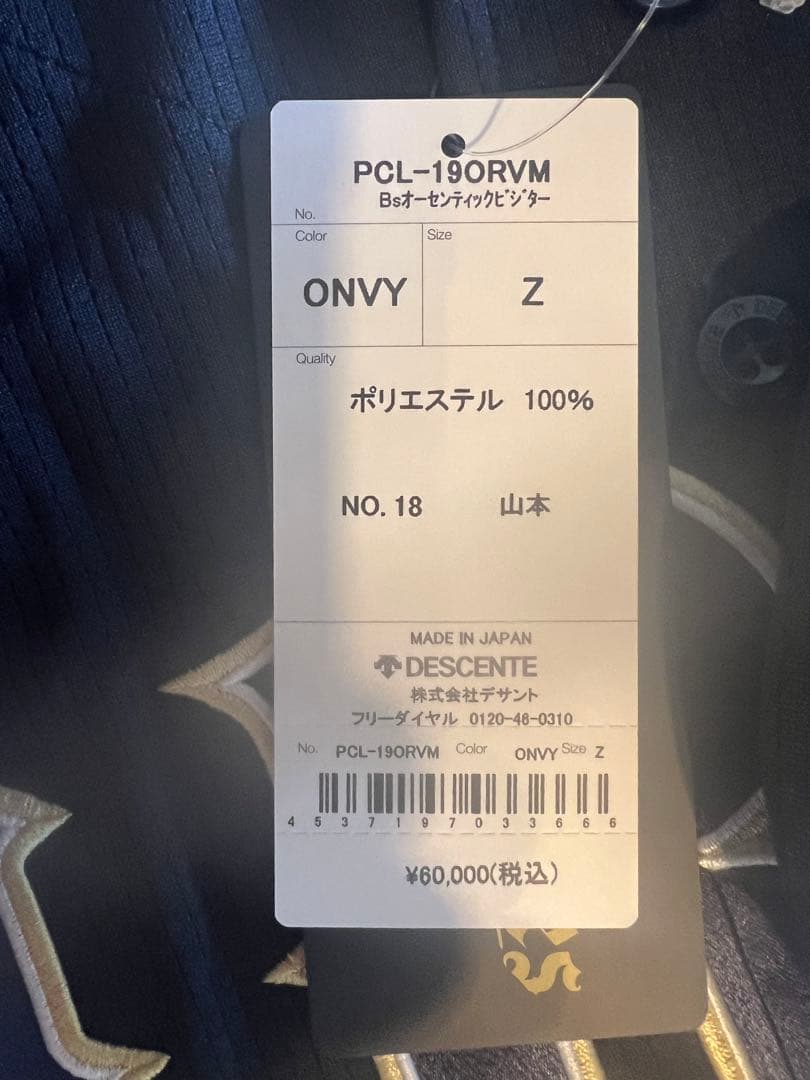 PCL-19ORVM
Bsオーセンティックビジター
No.
Color Size
ONVY Z
Quality
ポリエステル 100%
NO.18 山本
MADE IN JAPAN
DESCENTE
株式会社デサント
フリーダイヤル 0120-46-0310
No. PCL-19ORVM Color ONVY Size Z
4537197033666
¥60,000(税込)